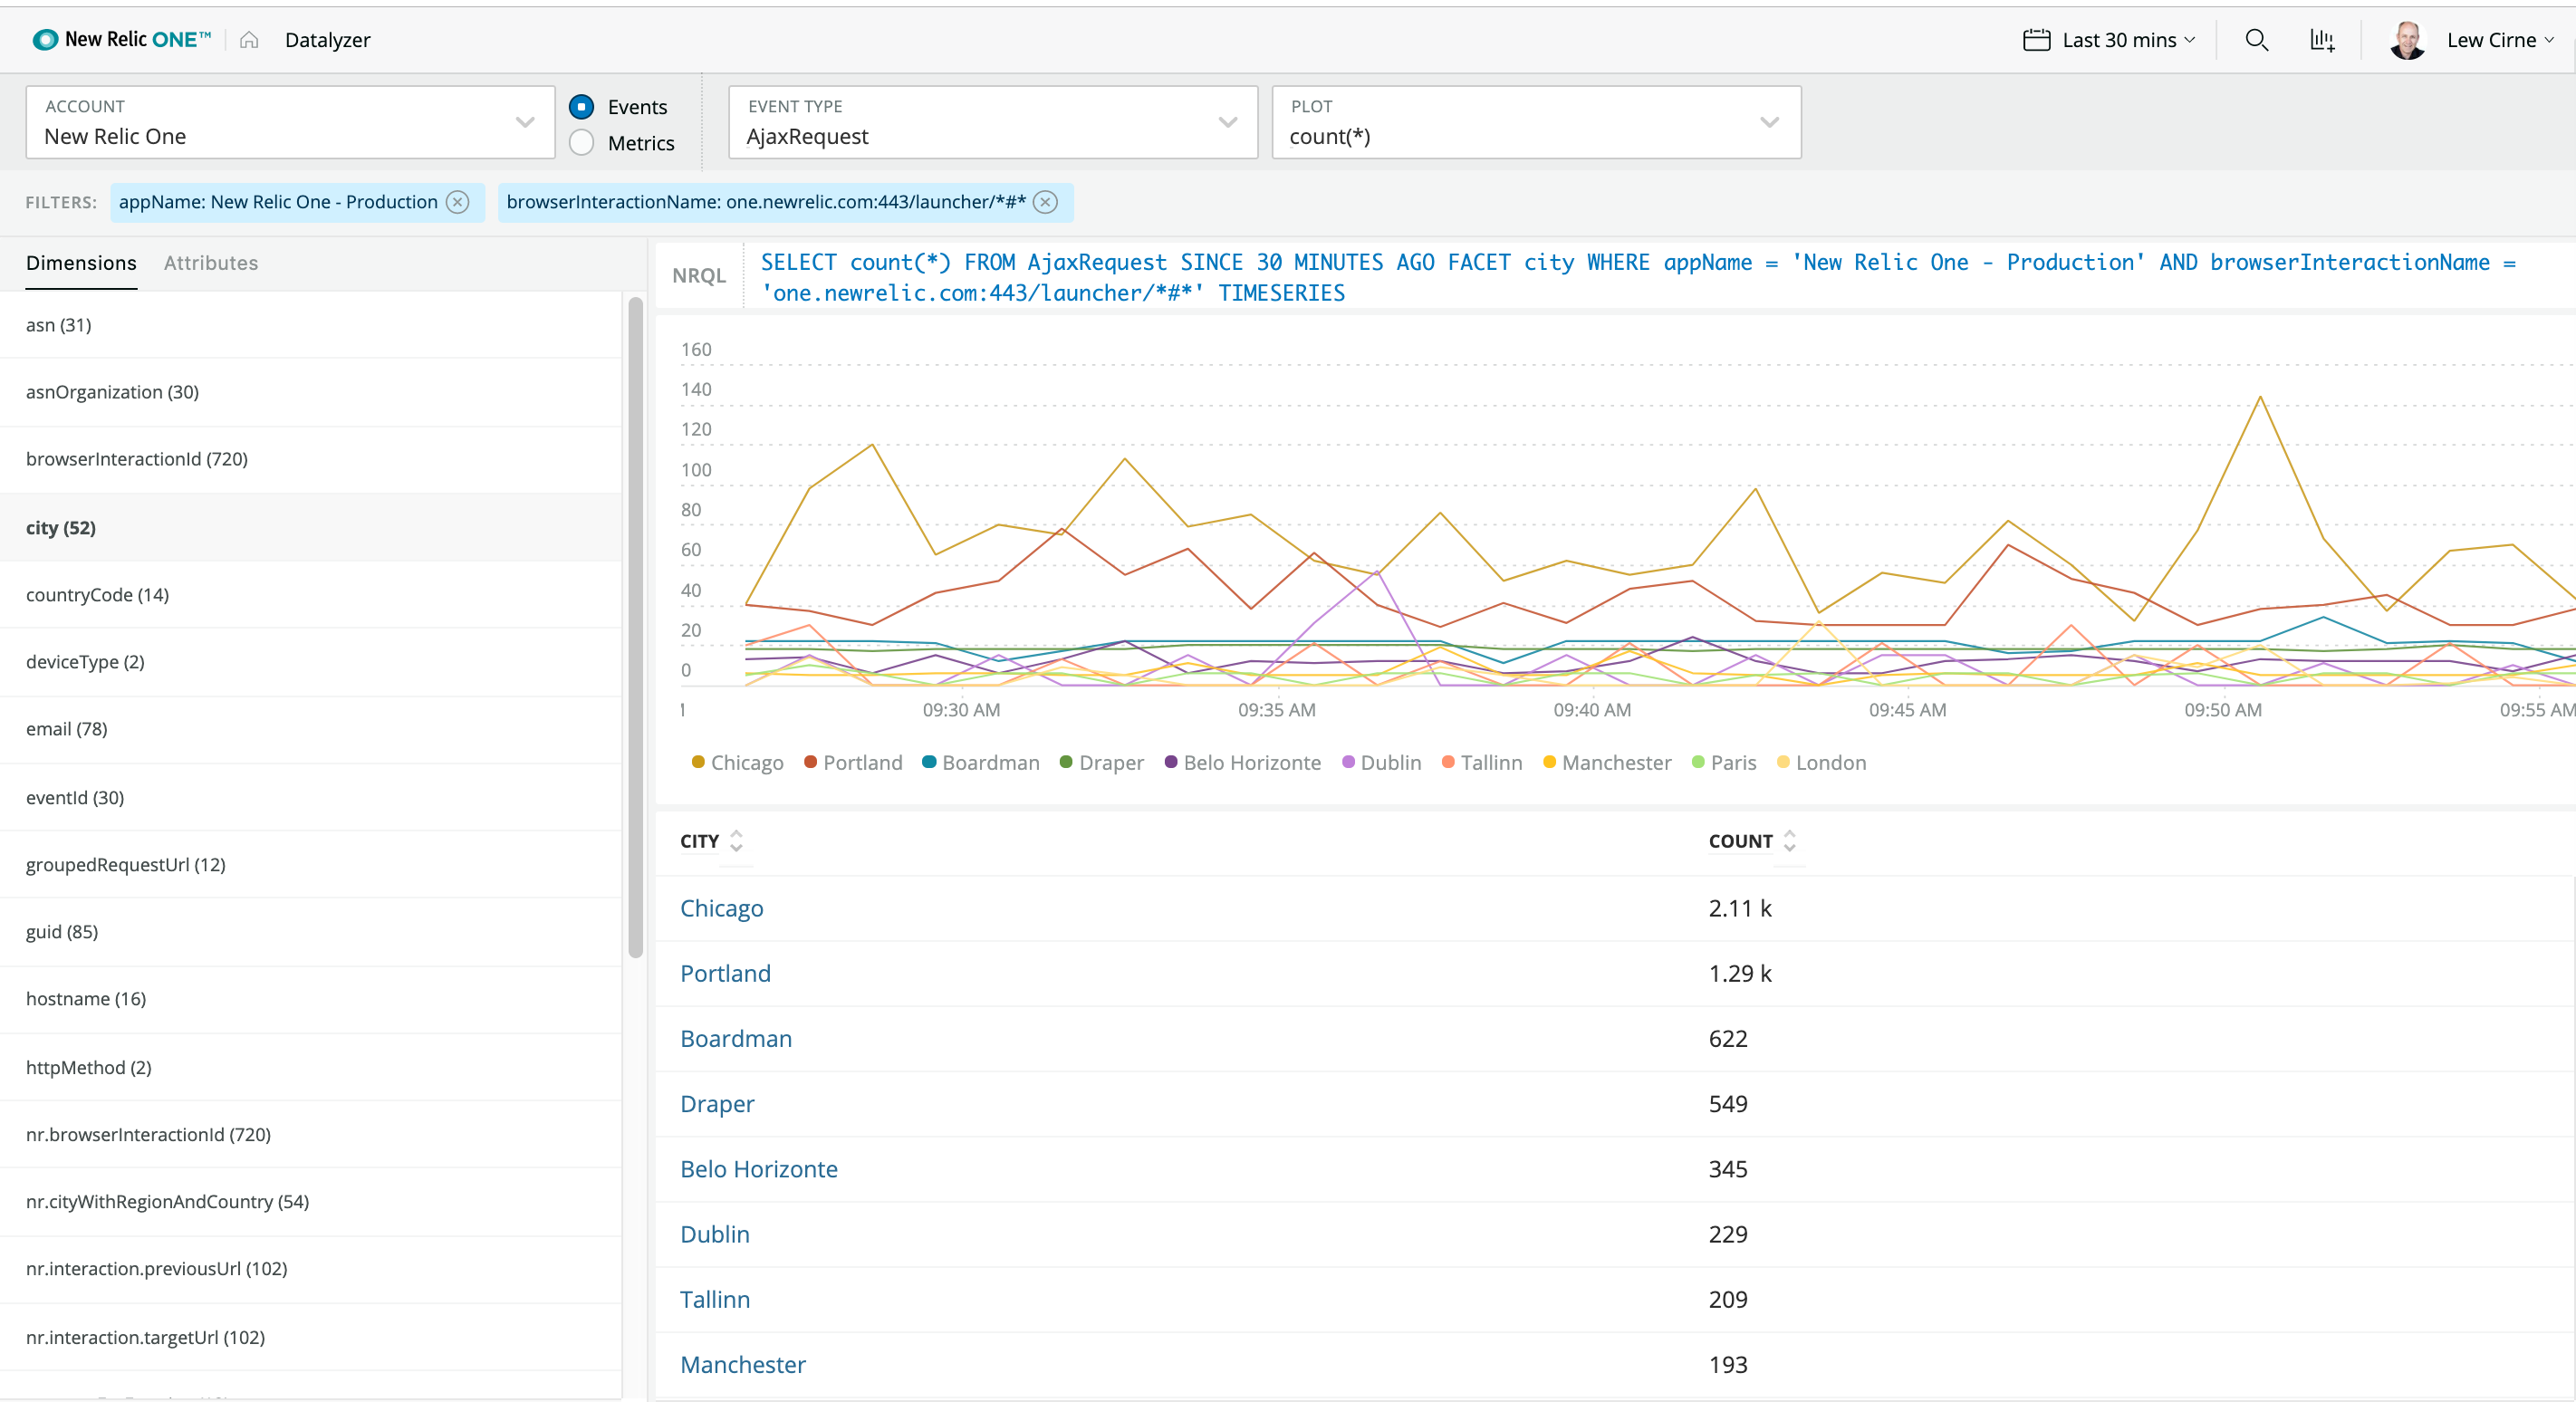 New Relic ONE™
Datalyzer
Last 30 mins
Lew Cirne
ACCOUNT
New Relic One
Events
Metrics
EVENT TYPE
AjaxRequest
PLOT
count(*)
FILTERS:
appName: New Relic One - Production
browserInteractionName: one.newrelic.com:443/launcher/*#*
Dimensions
Attributes
asn (31)
asnOrganization (30)
browserInteractionId (720)
city (52)
countryCode (14)
deviceType (2)
email (78)
eventId (30)
groupedRequestUrl (12)
guid (85)
hostname (16)
httpMethod (2)
nr.browserInteractionId (720)
nr.cityWithRegionAndCountry (54)
nr.interaction.previousUrl (102)
nr.interaction.targetUrl (102)
NRQL
SELECT count(*) FROM AjaxRequest SINCE 30 MINUTES AGO FACET city WHERE appName = 'New Relic One - Production' AND browserInteractionName =
'one.newrelic.com:443/launcher/*#*' TIMESERIES
160
140
120
100
80
60
40
20
0
09:30 AM
09:35 AM
09:40 AM
09:45 AM
09:50 AM
09:55 AM
Chicago
Portland
Boardman
Draper
Belo Horizonte
Dublin
Tallinn
Manchester
Paris
London
CITY
COUNT
Chicago
2.11 k
Portland
1.29 k
Boardman
622
Draper
549
Belo Horizonte
345
Dublin
229
Tallinn
209
Manchester
193